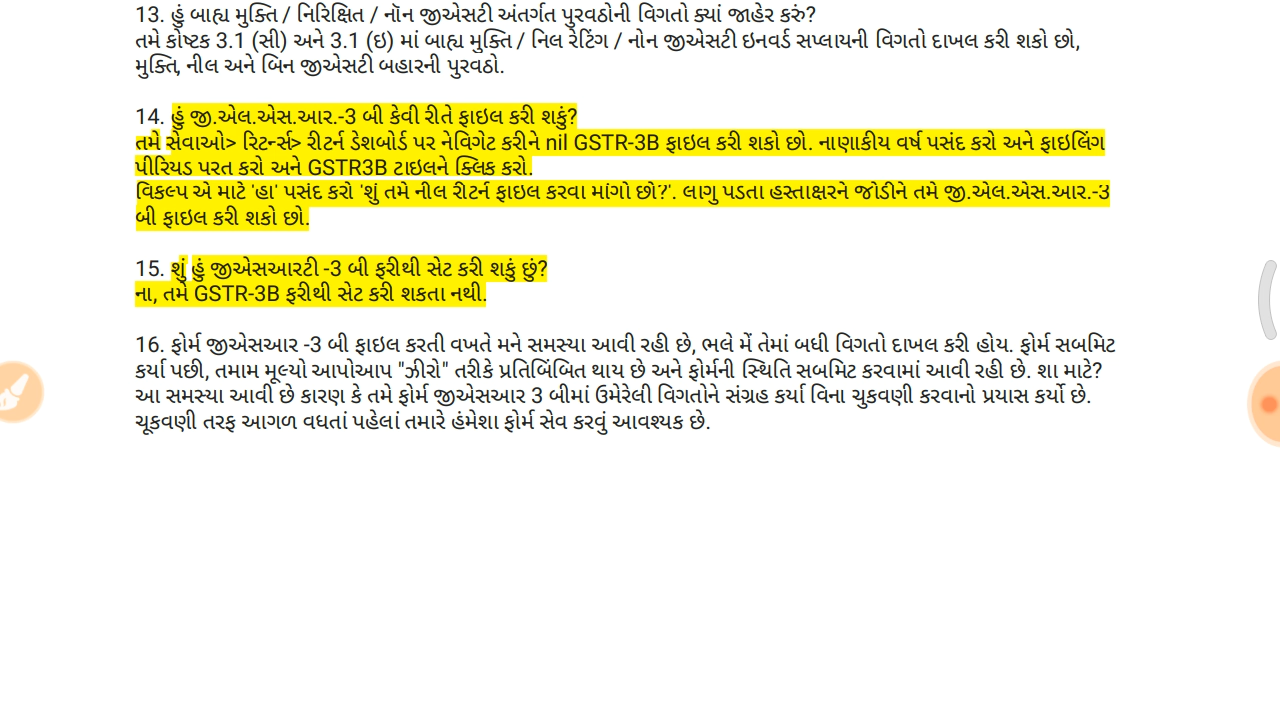 13. હું બાહ્ય મુક્તિ / નિરિક્ષિત / નૉન જીએસટી અંતર્ગત પુરવઠોની વિગતો ક્યાં જાહેર કરું?
તમે કોષ્ટક 3.1 (સી) અને 3.1 (ઇ) માં બાહ્ય મુક્તિ / નિલ રેટિંગ / નોન જીએસટી ઇનવર્ડ સપ્લાયની વિગતો દાખલ કરી શકો છો,
મુક્તિ, નીલ અને બિન જીએસટી બહારની પુરવઠો.
14. હું જી.એલ.એસ.આર.-3 બી કેવી રીતે ફાઇલ કરી શકું?
તમે સેવાઓ> રિટર્ન્સ> રીટર્ન ડેશબોર્ડ પર નેવિગેટ કરીને nil GSTR-3B ફાઇલ કરી શકો છો. નાણાકીય વર્ષ પસંદ કરો અને ફાઇલિંગ
પીરિયડ પરત કરો અને GSTR3B ટાઇલને ક્લિક કરો.
વિકલ્પ એ માટે 'હા' પસંદ કરો 'શું તમે નીલ રીટર્ન ફાઇલ કરવા માંગો છો?'. લાગુ પડતા હસ્તાક્ષરને જોડીને તમે જી.એલ.એસ.આર.-3
બી ફાઇલ કરી શકો છો.
15. શું હું જીએસઆરટી -3 બી ફરીથી સેટ કરી શકું છું?
ના, તમે GSTR-3B ફરીથી સેટ કરી શકતા નથી.
16. ફોર્મ જીએસઆર -3 બી ફાઇલ કરતી વખતે મને સમસ્યા આવી રહી છે, ભલે મેં તેમાં બધી વિગતો દાખલ કરી હોય. ફોર્મ સબમિટ
કર્યા પછી, તમામ મૂલ્યો આપોઆપ "ઝીરો" તરીકે પ્રતિબિંબિત થાય છે અને ફોર્મની સ્થિતિ સબમિટ કરવામાં આવી રહી છે. શા માટે?
આ સમસ્યા આવી છે કારણ કે તમે ફોર્મ જીએસઆર 3 બીમાં ઉમેરેલી વિગતોને સંગ્રહ કર્યા વિના ચુકવણી કરવાનો પ્રયાસ કર્યો છે.
ચૂકવણી તરફ આગળ વધતાં પહેલાં તમારે હંમેશા ફોર્મ સેવ કરવું આવશ્યક છે.